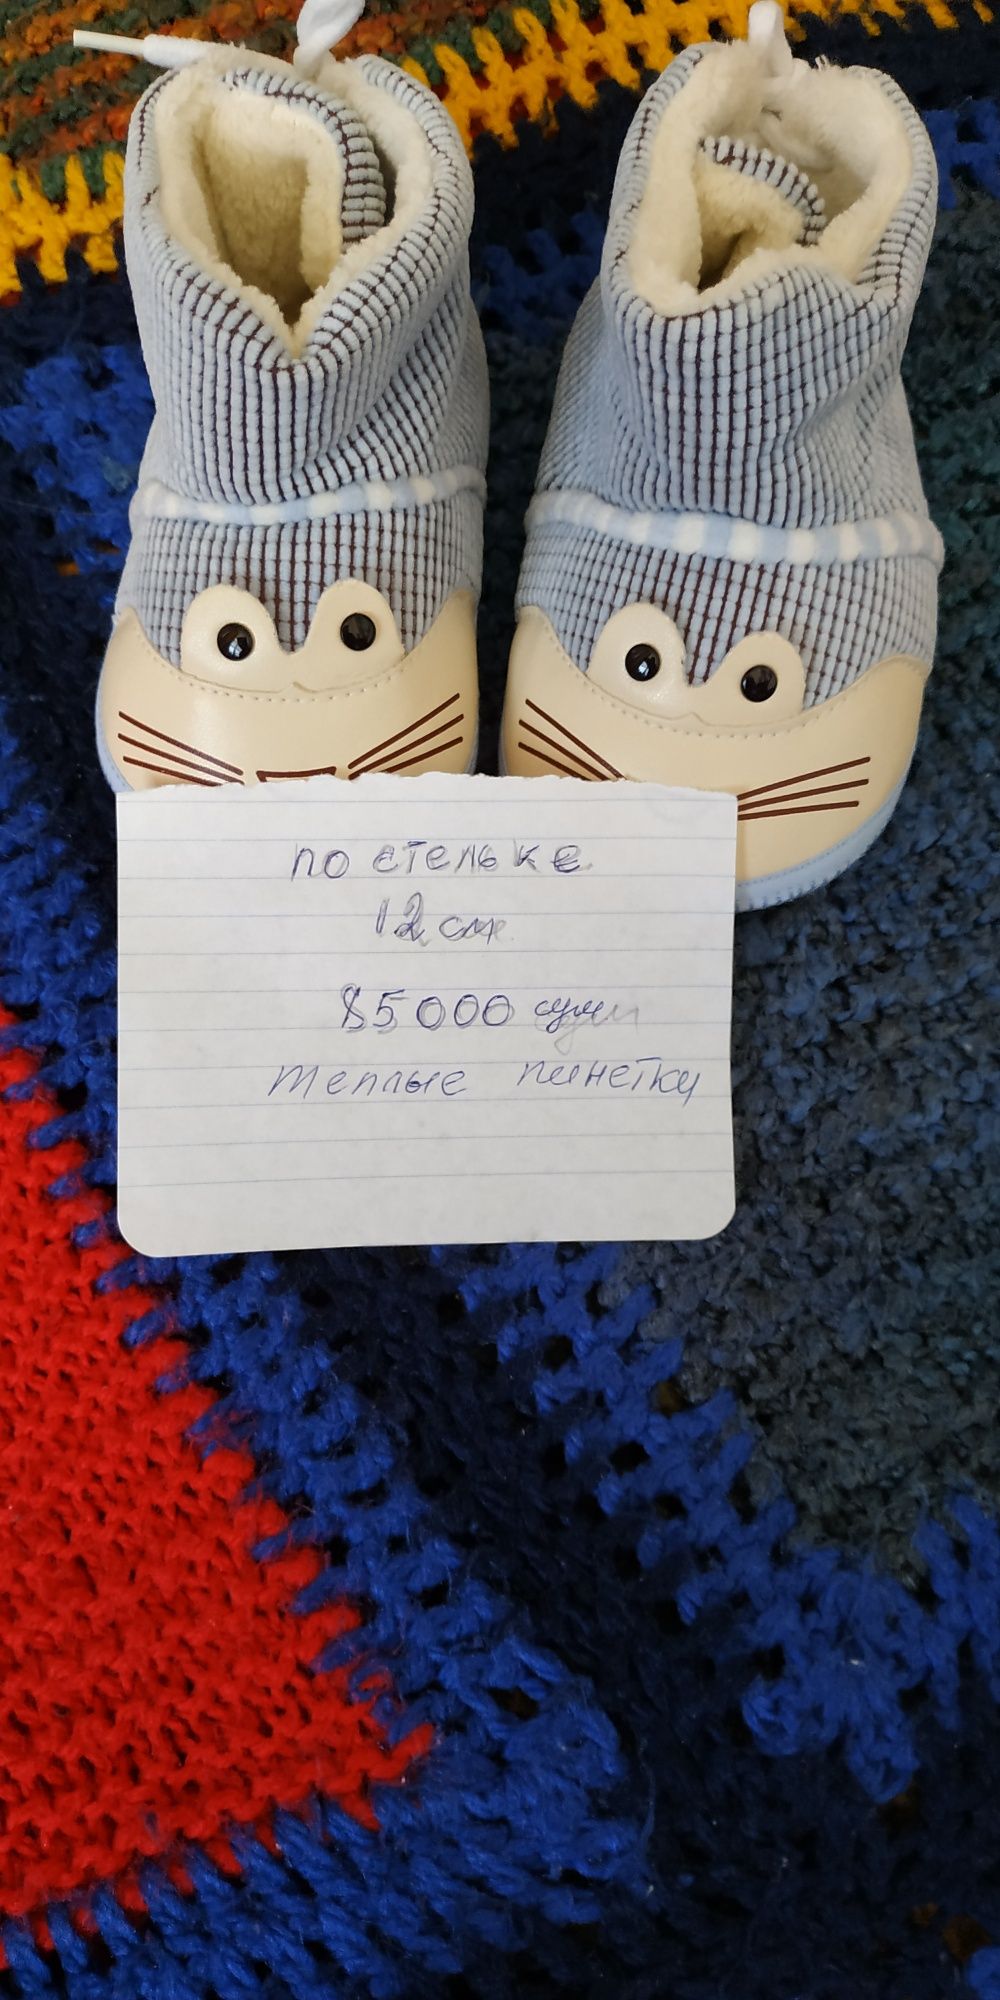 по стельке
12 см
85000 сум
теплые пинетки